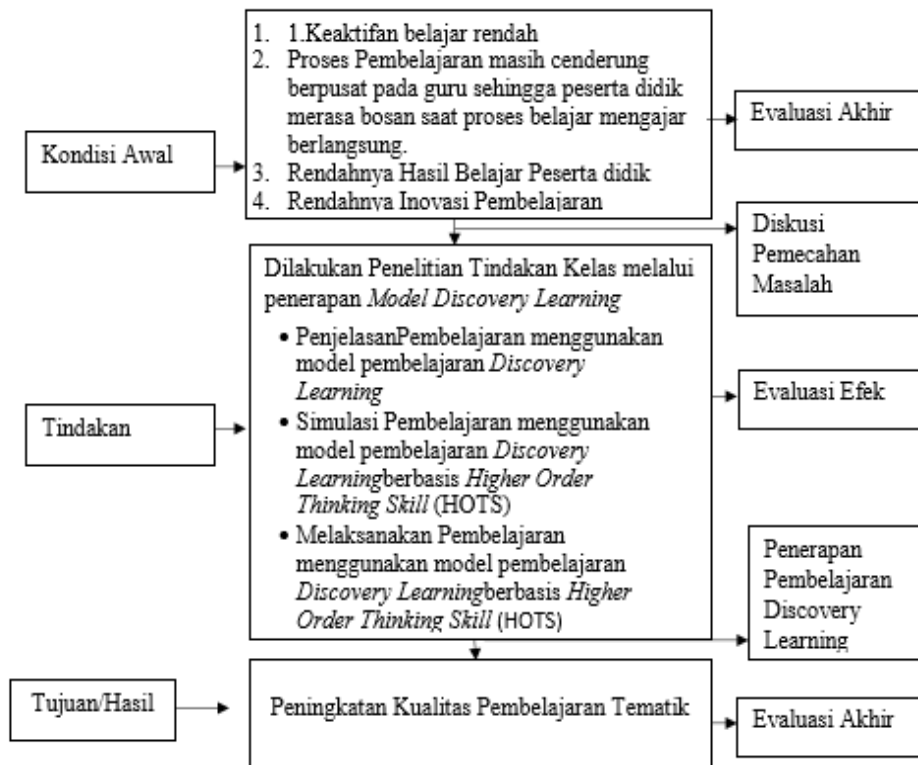 1. 1.Keaktifan belajar rendah
2. Proses Pembelajaran masih cenderung
berpusat pada guru sehingga peserta didik
merasa bosan saat proses belajar mengajar
berlangsung.
3. Rendahnya Hasil Belajar Peserta didik
4. Rendahnya Inovasi Pembelajaran
Kondisi Awal
Evaluasi Akhir
Diskusi
Pemecahan
Masalah
Dilakukan Penelitian Tindakan Kelas melalui
penerapan Model Discovery Learning
• PenjelasanPembelajaran menggunakan
model pembelajaran Discovery
Learning
• Simulasi Pembelajaran menggunakan
model pembelajaran Discovery
Learningberbasis Higher Order
Thinking Skill (HOTS)
• Melaksanakan Pembelajaran
menggunakan model pembelajaran
Discovery Learningberbasis Higher
Order Thinking Skill (HOTS)
Tindakan
Evaluasi Efek
Penerapan
Pembelajaran
Discovery
Learning
Tujuan/Hasil
Peningkatan Kualitas Pembelajaran Tematik
Evaluasi Akhir